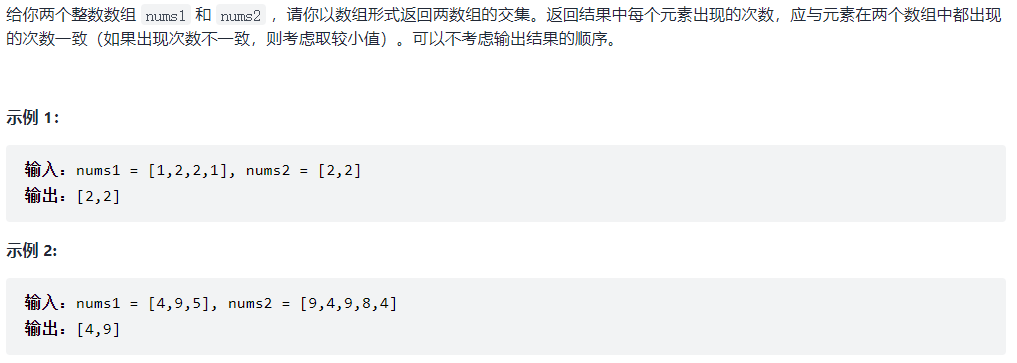 给你两个整数数组 nums1 和 nums2 ，请你以数组形式返回两数组的交集。返回结果中每个元素出现的次数，应与元素在两个数组中都出现
的次数一致（如果出现次数不一致，则考虑取较小值）。可以不考虑输出结果的顺序。
示例 1：
输入：nums1 = [1,2,2,1], nums2 = [2,2]
输出：[2,2]
示例 2:
输入：nums1 = [4,9,5], nums2 = [9,4,9,8,4]
输出：[4,9]